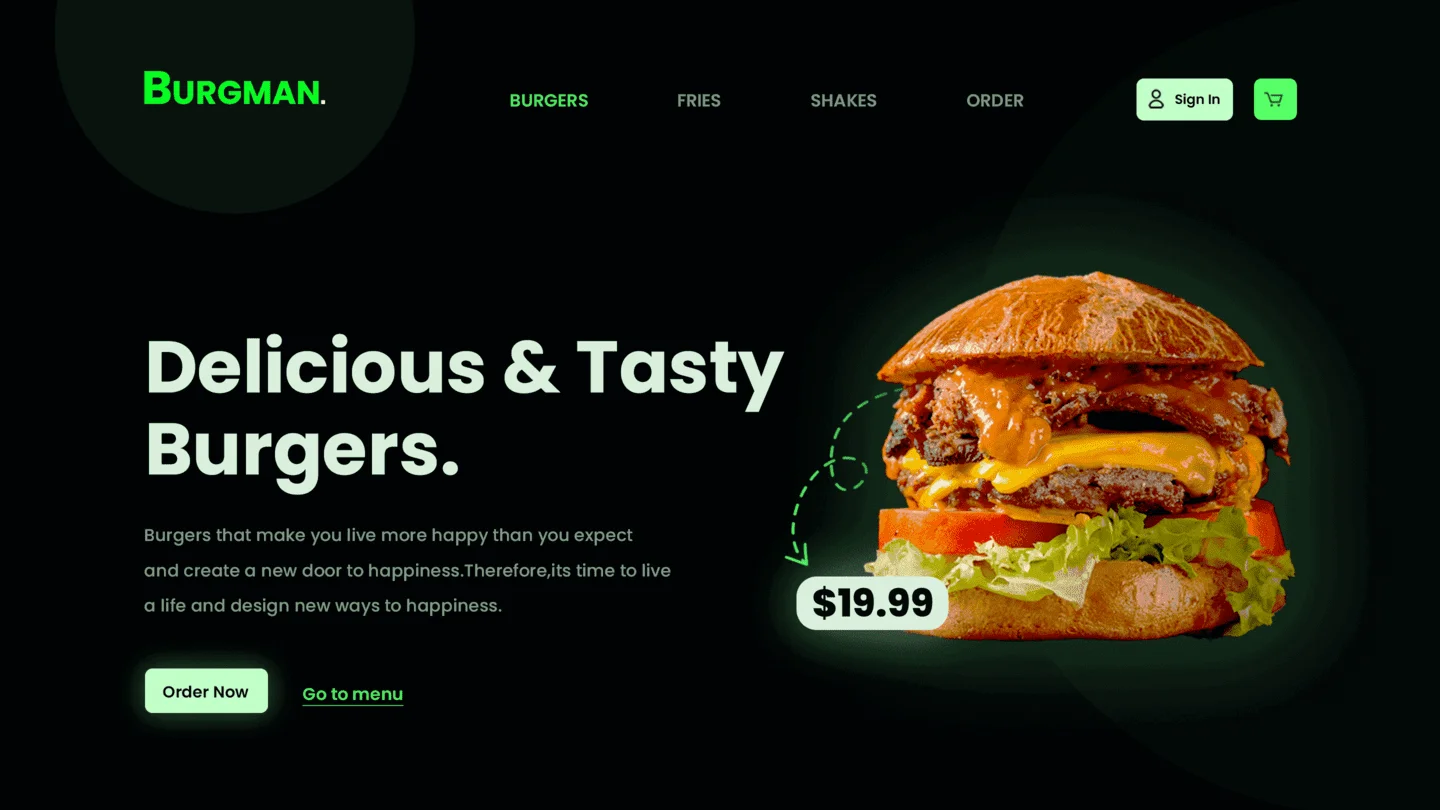 BURGMAN.
BURGERS
FRIES
SHAKES
ORDER
Sign In
Delicious & Tasty
Burgers.
Burgers that make you live more happy than you expect
and create a new door to happiness.Therefore,its time to live
a life and design new ways to happiness.
$19.99
Order Now
Go to menu